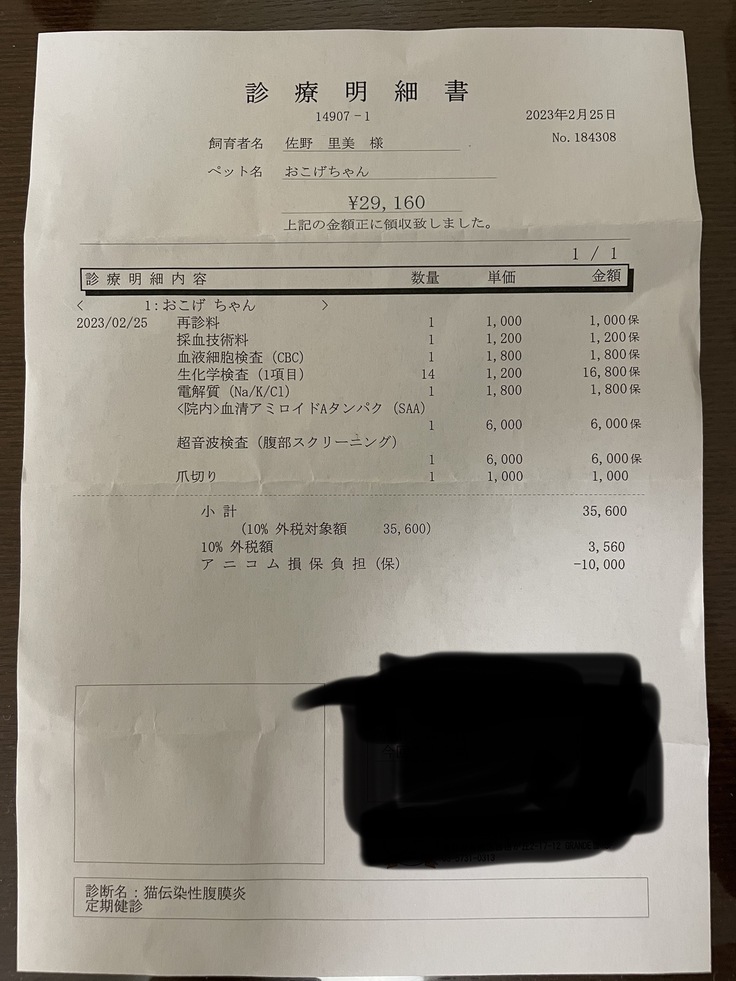 診療明細書
14907-1
2023年2月25日
飼育者名 佐野 里美 様
No.184308
ペット名 おこげちゃん
¥29,160
上記の金額正に領収致しました。
1 / 1
診療明細内容 数量 単価 金額
< 1:おこげ ちゃん >
2023/02/25 再診料 1 1,000 1,000保
採血技術料 1 1,200 1,200保
血液細胞検査 (CBC) 1 1,800 1,800保
生化学検査 (1項目) 14 1,200 16,800保
電解質 (Na/K/Cl) 1 1,800 1,800保
<院内>血清アミロイドAタンパク (SAA)
1 6,000 6,000保
超音波検査 (腹部スクリーニング)
1 6,000 6,000保
爪切り 1 1,000 1,000
小 計 35,600
(10% 外税対象額 35,600)
10% 外税額 3,560
アニコム損保負担 (保) -10,000
診断名:猫伝染性腹膜炎
定期健診